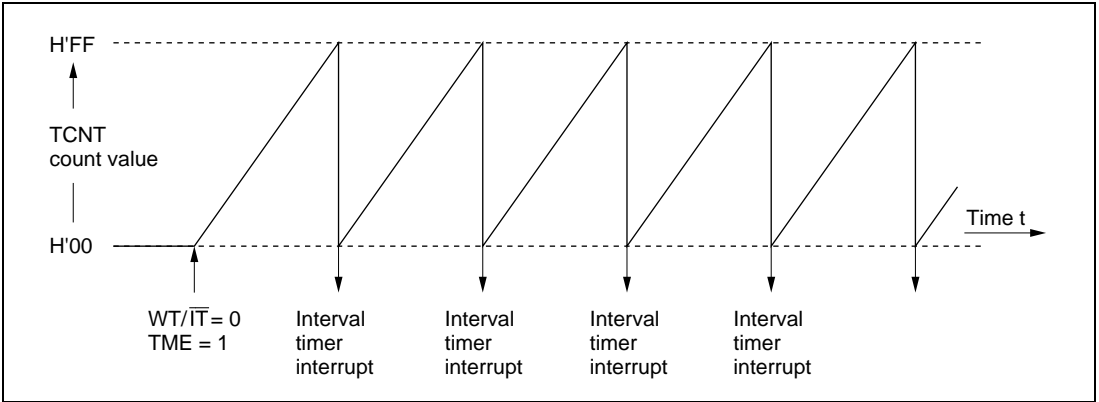 H'FF
TCNT
count value
H'00
Time t
WT/I̅T̅ = 0
TME = 1
Interval
timer
interrupt
Interval
timer
interrupt
Interval
timer
interrupt
Interval
timer
interrupt